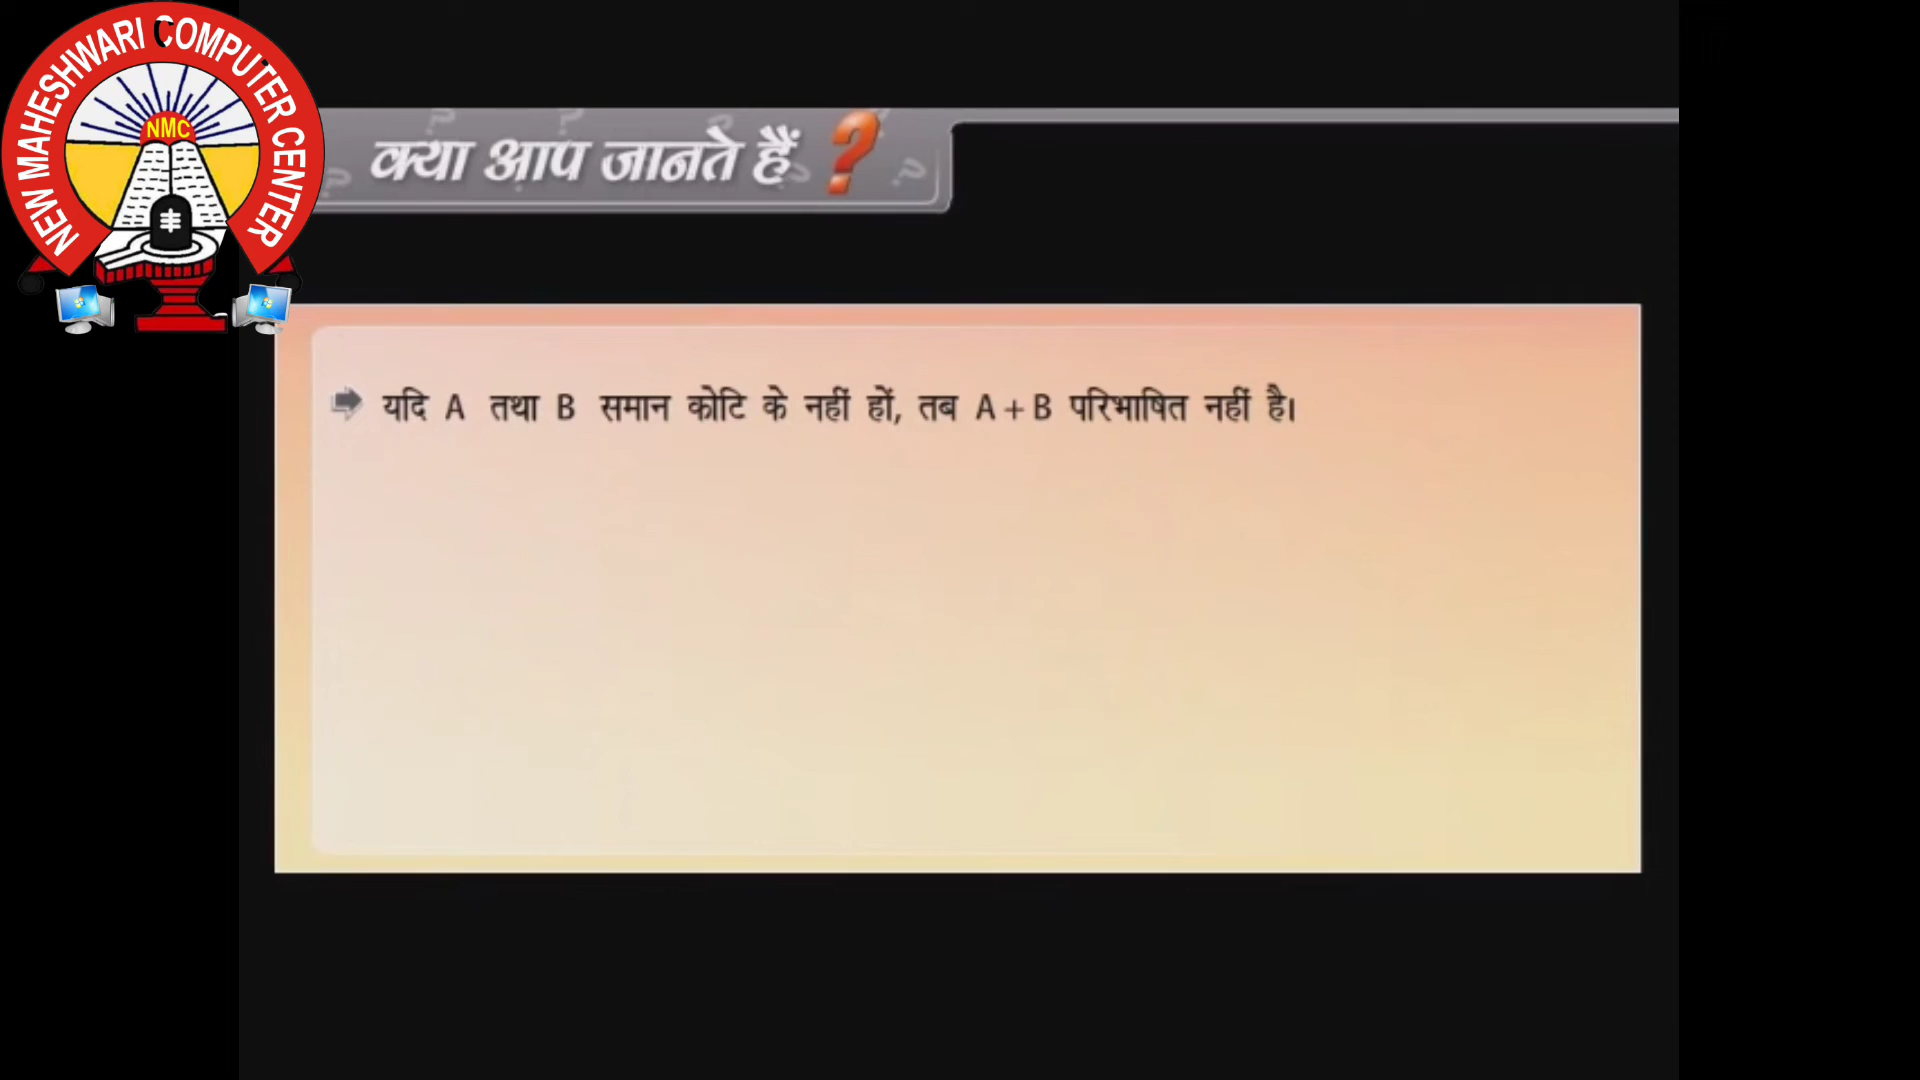 NEW MAHESHWARI COMPUTER CENTER
NMC
क्या आप जानते हैं ?
यदि A तथा B समान कोटि के नहीं हों, तब A + B परिभाषित नहीं है।